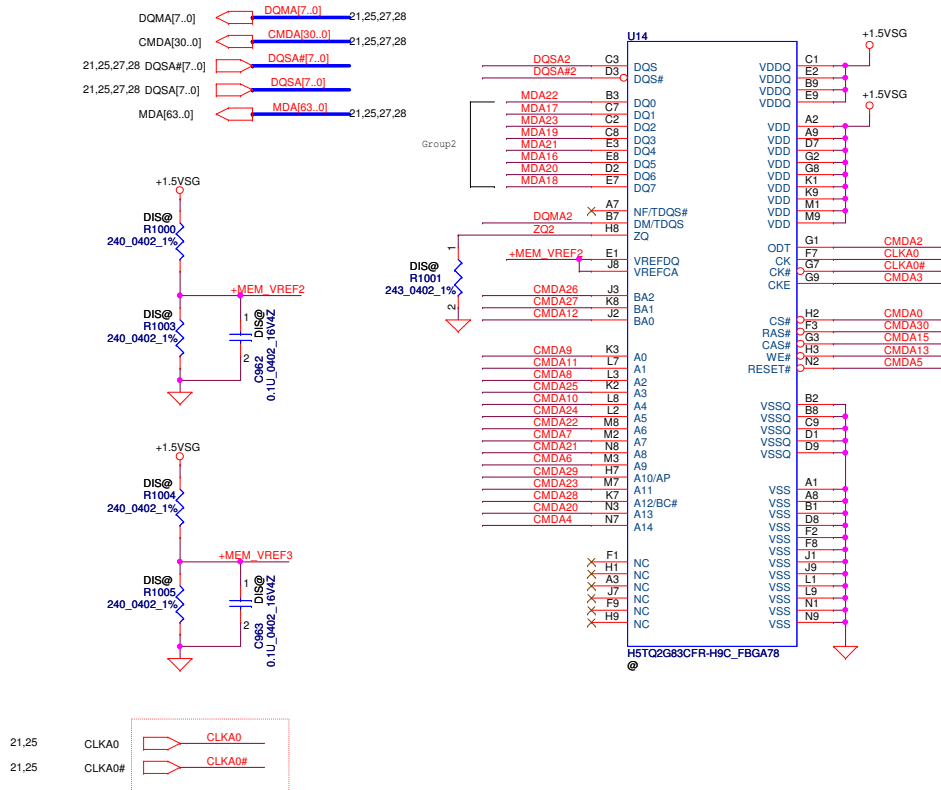 DQMA[7..0] DQMA[7..0] 21,25,27,28
CMDA[30..0] CMDA[30..0] 21,25,27,28
21,25,27,28 DQSA#[7..0] DQSA#[7..0]
21,25,27,28 DQSA[7..0] DQSA[7..0]
MDA[63..0] MDA[63..0] 21,25,27,28
+1.5VSG
DIS@
R1000
240_0402_1%
+MEM_VREF2
DIS@
R1003
240_0402_1%
1
2
DIS@
C962
0.1U_0402_16V4Z
+1.5VSG
DIS@
R1004
240_0402_1%
+MEM_VREF3
DIS@
R1005
240_0402_1%
1
2
DIS@
C963
0.1U_0402_16V4Z
21,25 CLKA0 CLKA0
21,25 CLKA0# CLKA0#
U14
DQSA2 C3 DQS
DQSA#2 D3 DQS#
Group2
MDA22 B3 DQ0
MDA17 C7 DQ1
MDA23 C2 DQ2
MDA19 C8 DQ3
MDA21 E3 DQ4
MDA16 E8 DQ5
MDA20 D2 DQ6
MDA18 E7 DQ7
A7 NF/TDQS#
DQMA2 B7 DM/TDQS
ZQ2 H8 ZQ
1
DIS@
R1001
243_0402_1%
2
+MEM_VREF2 E1 VREFDQ
J8 VREFCA
CMDA26 J3 BA2
CMDA27 K8 BA1
CMDA12 J2 BA0
CMDA9 K3 A0
CMDA11 L7 A1
CMDA8 L3 A2
CMDA25 K2 A3
CMDA10 L8 A4
CMDA24 L2 A5
CMDA22 M8 A6
CMDA7 M2 A7
CMDA21 N8 A8
CMDA6 M3 A9
CMDA29 H7 A10/AP
CMDA23 M7 A11
CMDA28 K7 A12/BC#
CMDA20 N3 A13
CMDA4 N7 A14
F1 NC
H1 NC
A3 NC
J7 NC
F9 NC
H9 NC
+1.5VSG
VDDQ C1
VDDQ E2
VDDQ B9
VDDQ E9
+1.5VSG
VDD A2
VDD A9
VDD D7
VDD G2
VDD G8
VDD K1
VDD K9
VDD M1
VDD M9
ODT G1 CMDA2
CK F7 CLKA0
CK# G7 CLKA0#
CKE G9 CMDA3
CS# H2 CMDA0
RAS# F3 CMDA30
CAS# G3 CMDA15
WE# H3 CMDA13
RESET# N2 CMDA5
VSSQ B2
VSSQ B8
VSSQ C9
VSSQ D1
VSSQ D9
VSS A1
VSS A8
VSS B1
VSS D8
VSS F2
VSS F8
VSS J1
VSS J9
VSS L1
VSS L9
VSS N1
VSS N9
H5TQ2G83CFR-H9C_FBGA78
@